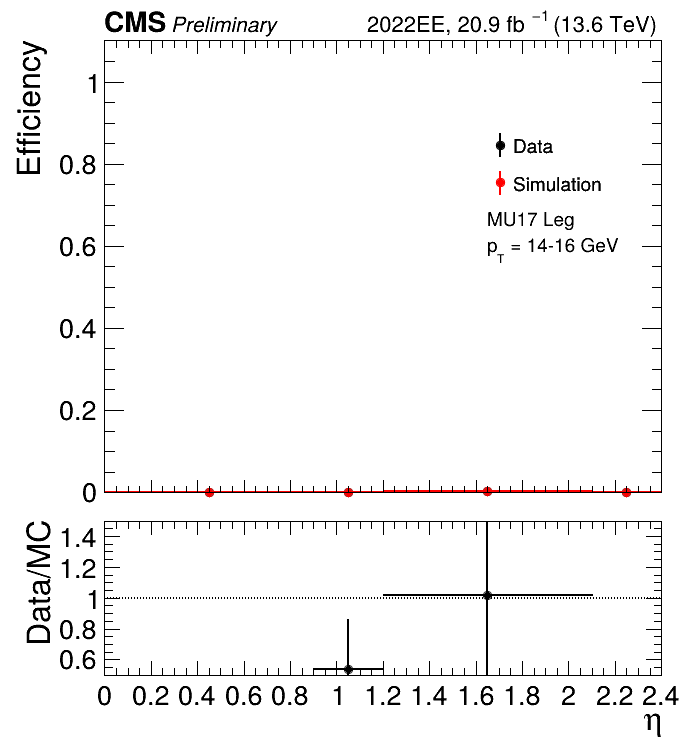 CMS Preliminary 2022EE, 20.9 fb⁻¹ (13.6 TeV)
Efficiency
1
0.8
0.6
0.4
0.2
0
Data
Simulation
MU17 Leg
p_T = 14-16 GeV
Data/MC
1.4
1.2
1
0.8
0.6
0 0.2 0.4 0.6 0.8 1 1.2 1.4 1.6 1.8 2 2.2 2.4
η